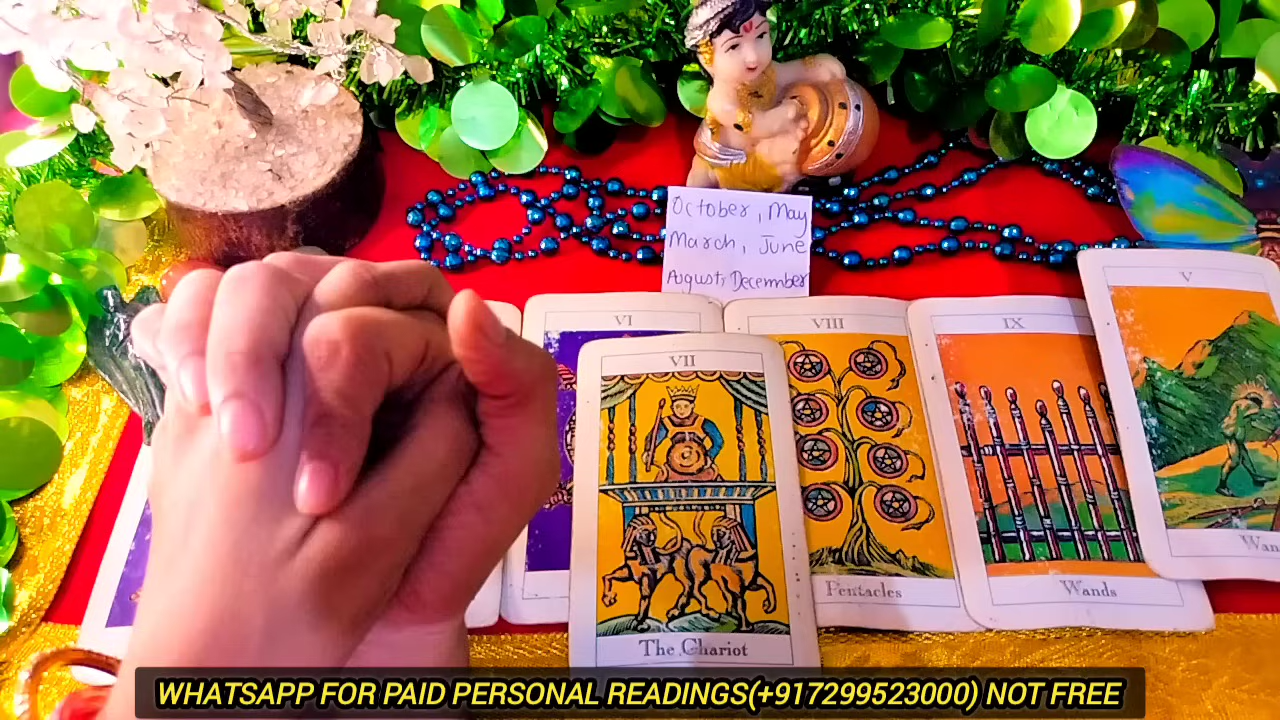 October, May
March, June
August, December
VI
VII
VIII
IX
V
The Chariot
Pentacles
Wands
WHATSAPP FOR PAID PERSONAL READINGS(+917299523000) NOT FREE